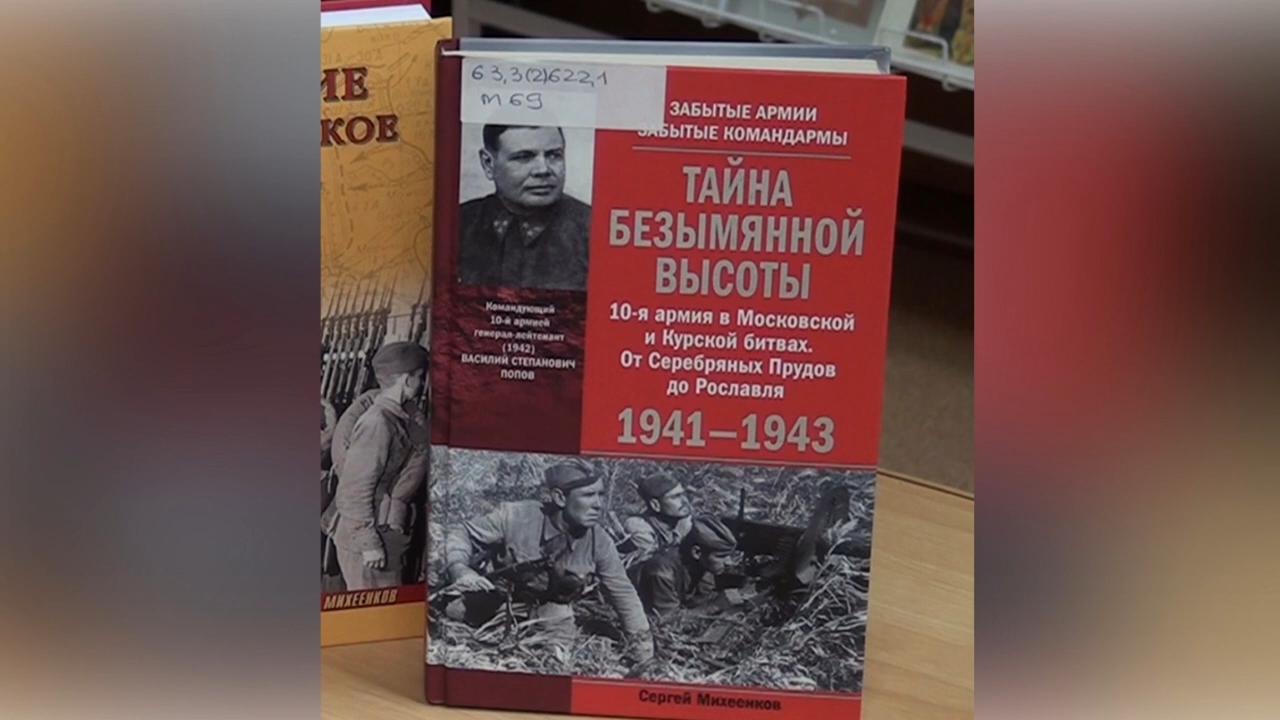 ИЕ
КОВ
МИХЕЕНКОВ
63,3(2)622,1
М 69
ЗАБЫТЫЕ АРМИИ
ЗАБЫТЫЕ КОМАНДАРМЫ
ТАЙНА
БЕЗЫМЯННОЙ
ВЫСОТЫ
10-я армия в Московской
и Курской битвах.
От Серебряных Прудов
до Рославля
1941—1943
Командующий
10-й армией
генерал-лейтенант
(1942)
ВАСИЛИЙ СТЕПАНОВИЧ
ПОПОВ
Сергей Михеенков